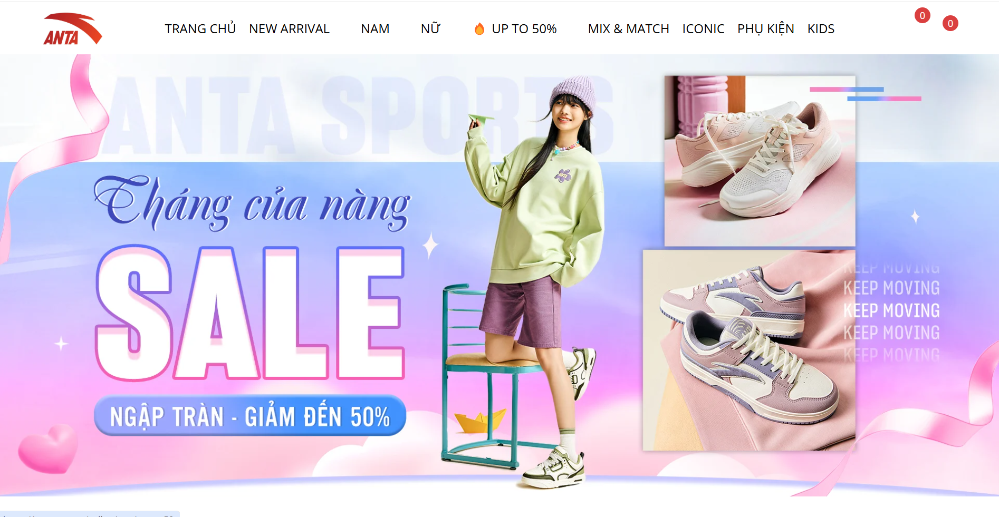 ANTA
TRANG CHỦ NEW ARRIVAL NAM NỮ UP TO 50% MIX & MATCH ICONIC PHỤ KIỆN KIDS
0
0
ANTA SPORTS
ANTA
Tháng của nàng
SALE
NGẬP TRÀN - GIẢM ĐẾN 50%
KEEP MOVING
KEEP MOVING
KEEP MOVING
KEEP MOVING
KEEP MOVING